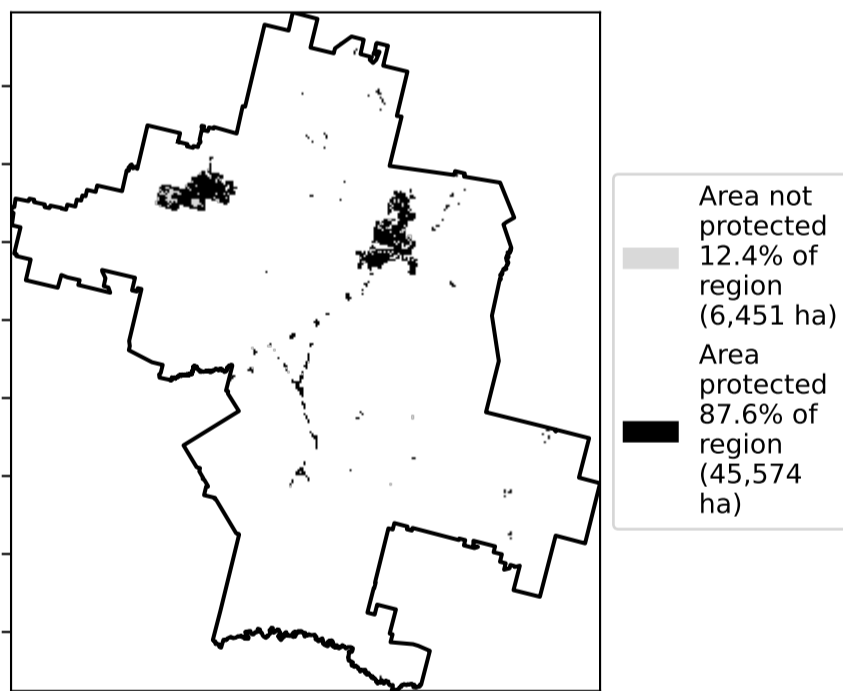 Area not
protected
12.4% of
region
(6,451 ha)
Area
protected
87.6% of
region
(45,574
ha)